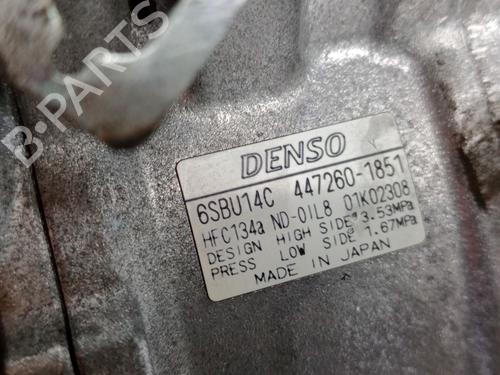 B-PARTS
DENSO
6SBU14C 447260-1851
HFC134a ND-OIL8 01K02308
DESIGN HIGH SIDE 3.53MPa
PRESS LOW SIDE 1.67MPa
MADE IN JAPAN